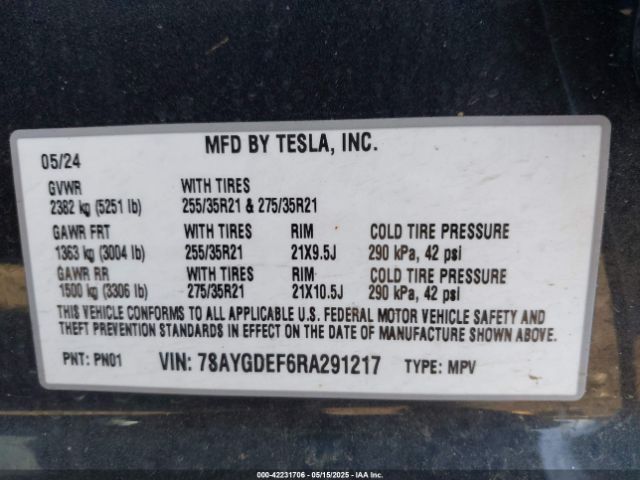 MFD BY TESLA, INC.
05/24
GVWR WITH TIRES
2382 kg (5251 lb) 255/35R21 & 275/35R21
GAWR FRT WITH TIRES RIM COLD TIRE PRESSURE
1363 kg (3004 lb) 255/35R21 21X9.5J 290 kPa, 42 psi
GAWR RR WITH TIRES RIM COLD TIRE PRESSURE
1500 kg (3306 lb) 275/35R21 21X10.5J 290 kPa, 42 psi
THIS VEHICLE CONFORMS TO ALL APPLICABLE U.S. FEDERAL MOTOR VEHICLE SAFETY AND
THEFT PREVENTION STANDARDS IN EFFECT ON THE DATE OF MANUFACTURE SHOWN ABOVE.
PNT: PN01 VIN: 7SAYGDEF6RA291217 TYPE: MPV
000-42231706 — 05/15/2025 — IAA Inc.